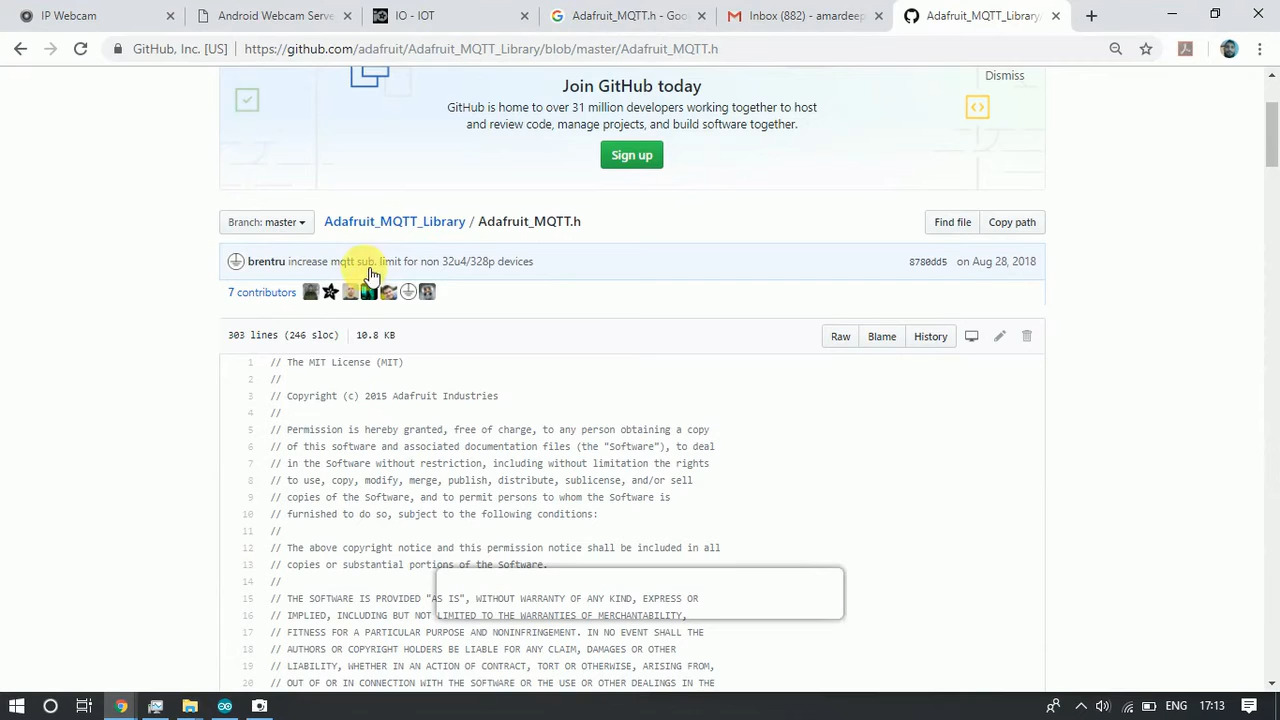 IP Webcam
Android Webcam Serve
IO - IOT
Adafruit_MQTT.h - Goo
Inbox (882) - amardeep
Adafruit_MQTT_Library/
GitHub, Inc. [US]
https://github.com/adafruit/Adafruit_MQTT_Library/blob/master/Adafruit_MQTT.h
Dismiss
Join GitHub today
GitHub is home to over 31 million developers working together to host
and review code, manage projects, and build software together.
Sign up
Branch: master
Adafruit_MQTT_Library / Adafruit_MQTT.h
Find file
Copy path
brentru increase mqtt sub. limit for non 32u4/328p devices
8780dd5 on Aug 28, 2018
7 contributors
303 lines (246 sloc)
10.8 KB
Raw
Blame
History
1 // The MIT License (MIT)
2 //
3 // Copyright (c) 2015 Adafruit Industries
4 //
5 // Permission is hereby granted, free of charge, to any person obtaining a copy
6 // of this software and associated documentation files (the "Software"), to deal
7 // in the Software without restriction, including without limitation the rights
8 // to use, copy, modify, merge, publish, distribute, sublicense, and/or sell
9 // copies of the Software, and to permit persons to whom the Software is
10 // furnished to do so, subject to the following conditions:
11 //
12 // The above copyright notice and this permission notice shall be included in all
13 // copies or substantial portions of the Software.
14 //
15 // THE SOFTWARE IS PROVIDED "AS IS", WITHOUT WARRANTY OF ANY KIND, EXPRESS OR
16 // IMPLIED, INCLUDING BUT NOT LIMITED TO THE WARRANTIES OF MERCHANTABILITY,
17 // FITNESS FOR A PARTICULAR PURPOSE AND NONINFRINGEMENT. IN NO EVENT SHALL THE
18 // AUTHORS OR COPYRIGHT HOLDERS BE LIABLE FOR ANY CLAIM, DAMAGES OR OTHER
19 // LIABILITY, WHETHER IN AN ACTION OF CONTRACT, TORT OR OTHERWISE, ARISING FROM,
20 // OUT OF OR IN CONNECTION WITH THE SOFTWARE OR THE USE OR OTHER DEALINGS IN THE
ENG
17:13